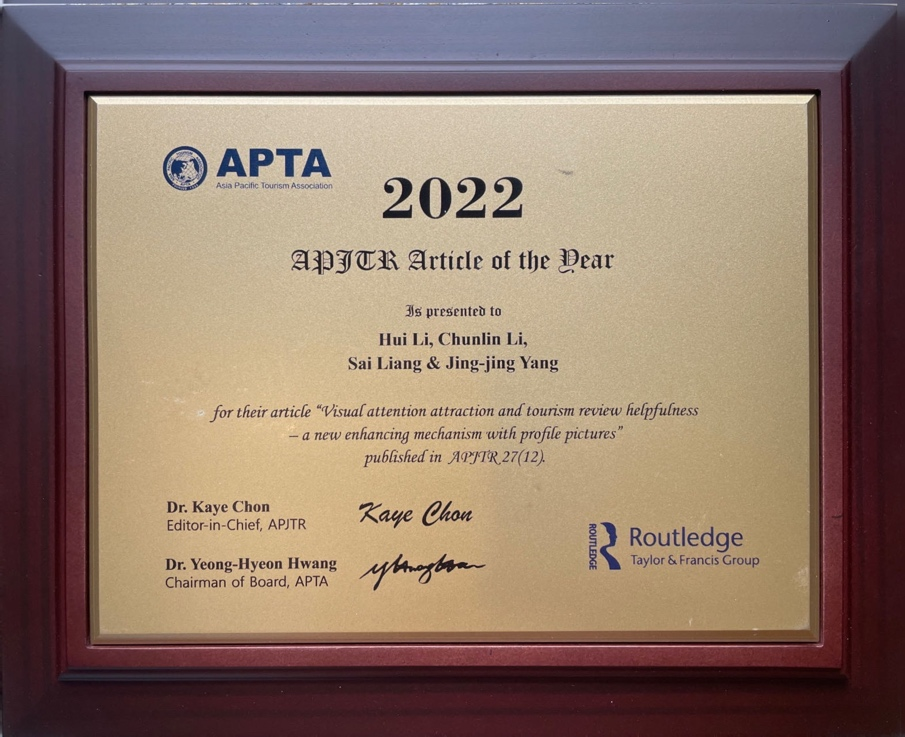 APTA
Asia Pacific Tourism Association
2022
APJTR Article of the Year
Is presented to
Hui Li, Chunlin Li,
Sai Liang & Jing-jing Yang
for their article “Visual attention attraction and tourism review helpfulness
– a new enhancing mechanism with profile pictures”
published in APJTR 27(12).
Dr. Kaye Chon
Editor-in-Chief, APJTR
Kaye Chon
Dr. Yeong-Hyeon Hwang
Chairman of Board, APTA
ROUTLEDGE
Routledge
Taylor & Francis Group